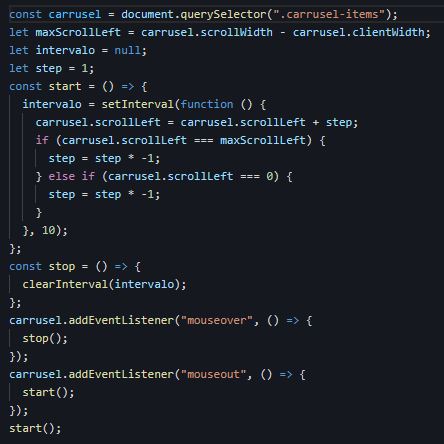 const carrusel = document.querySelector(".carrusel-items");
let maxScrollLeft = carrusel.scrollWidth - carrusel.clientWidth;
let intervalo = null;
let step = 1;
const start = () => {
  intervalo = setInterval(function () {
    carrusel.scrollLeft = carrusel.scrollLeft + step;
    if (carrusel.scrollLeft === maxScrollLeft) {
      step = step * -1;
    } else if (carrusel.scrollLeft === 0) {
      step = step * -1;
    }
  }, 10);
};
const stop = () => {
  clearInterval(intervalo);
};
carrusel.addEventListener("mouseover", () => {
  stop();
});
carrusel.addEventListener("mouseout", () => {
  start();
});
start();